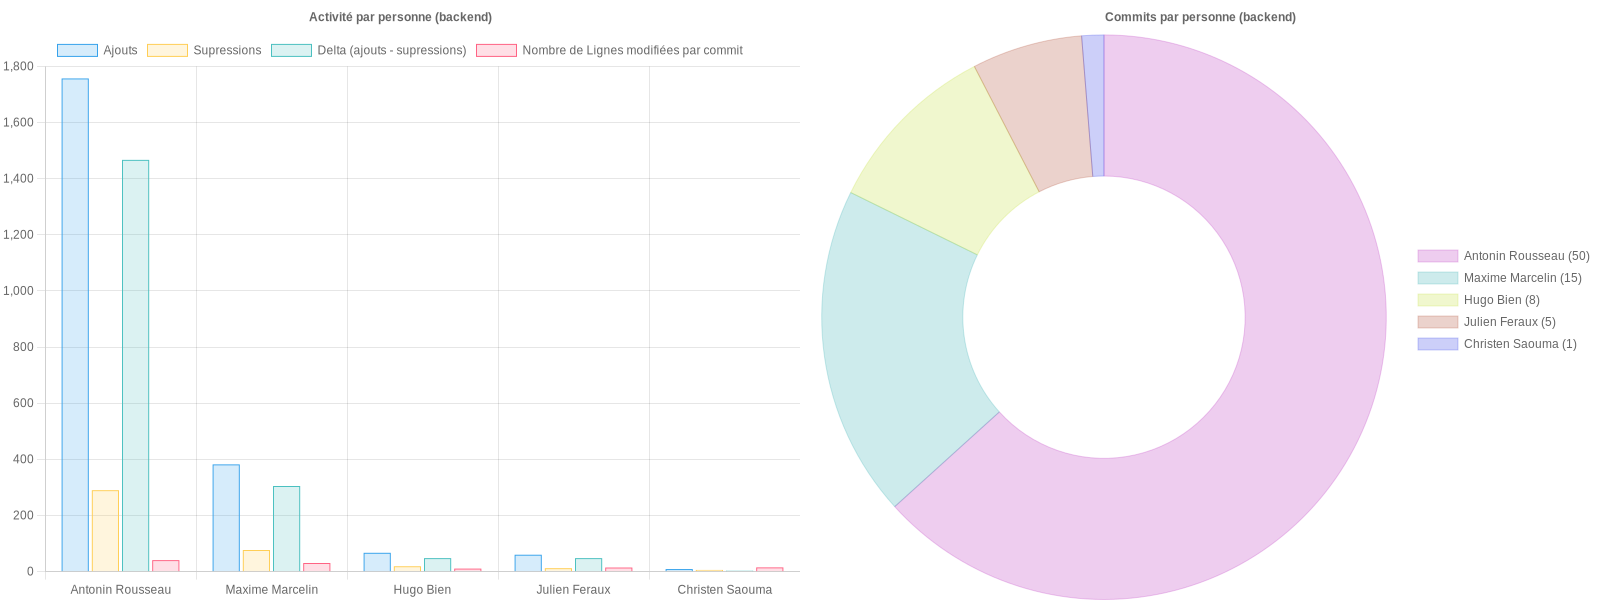 Activité par personne (backend)
Ajouts
Supressions
Delta (ajouts - supressions)
Nombre de Lignes modifiées par commit
1,800
1,600
1,400
1,200
1,000
800
600
400
200
0
Antonin Rousseau
Maxime Marcelin
Hugo Bien
Julien Feraux
Christen Saouma
Commits par personne (backend)
Antonin Rousseau (50)
Maxime Marcelin (15)
Hugo Bien (8)
Julien Feraux (5)
Christen Saouma (1)